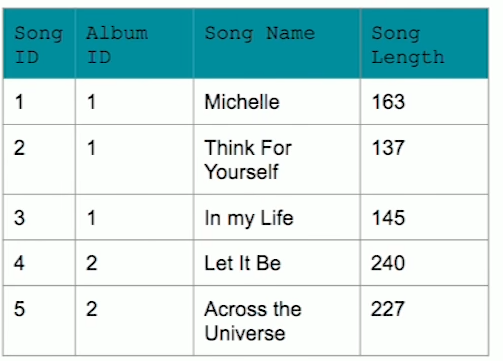 Song ID Album ID Song Name Song Length
1 1 Michelle 163
2 1 Think For Yourself 137
3 1 In my Life 145
4 2 Let It Be 240
5 2 Across the Universe 227